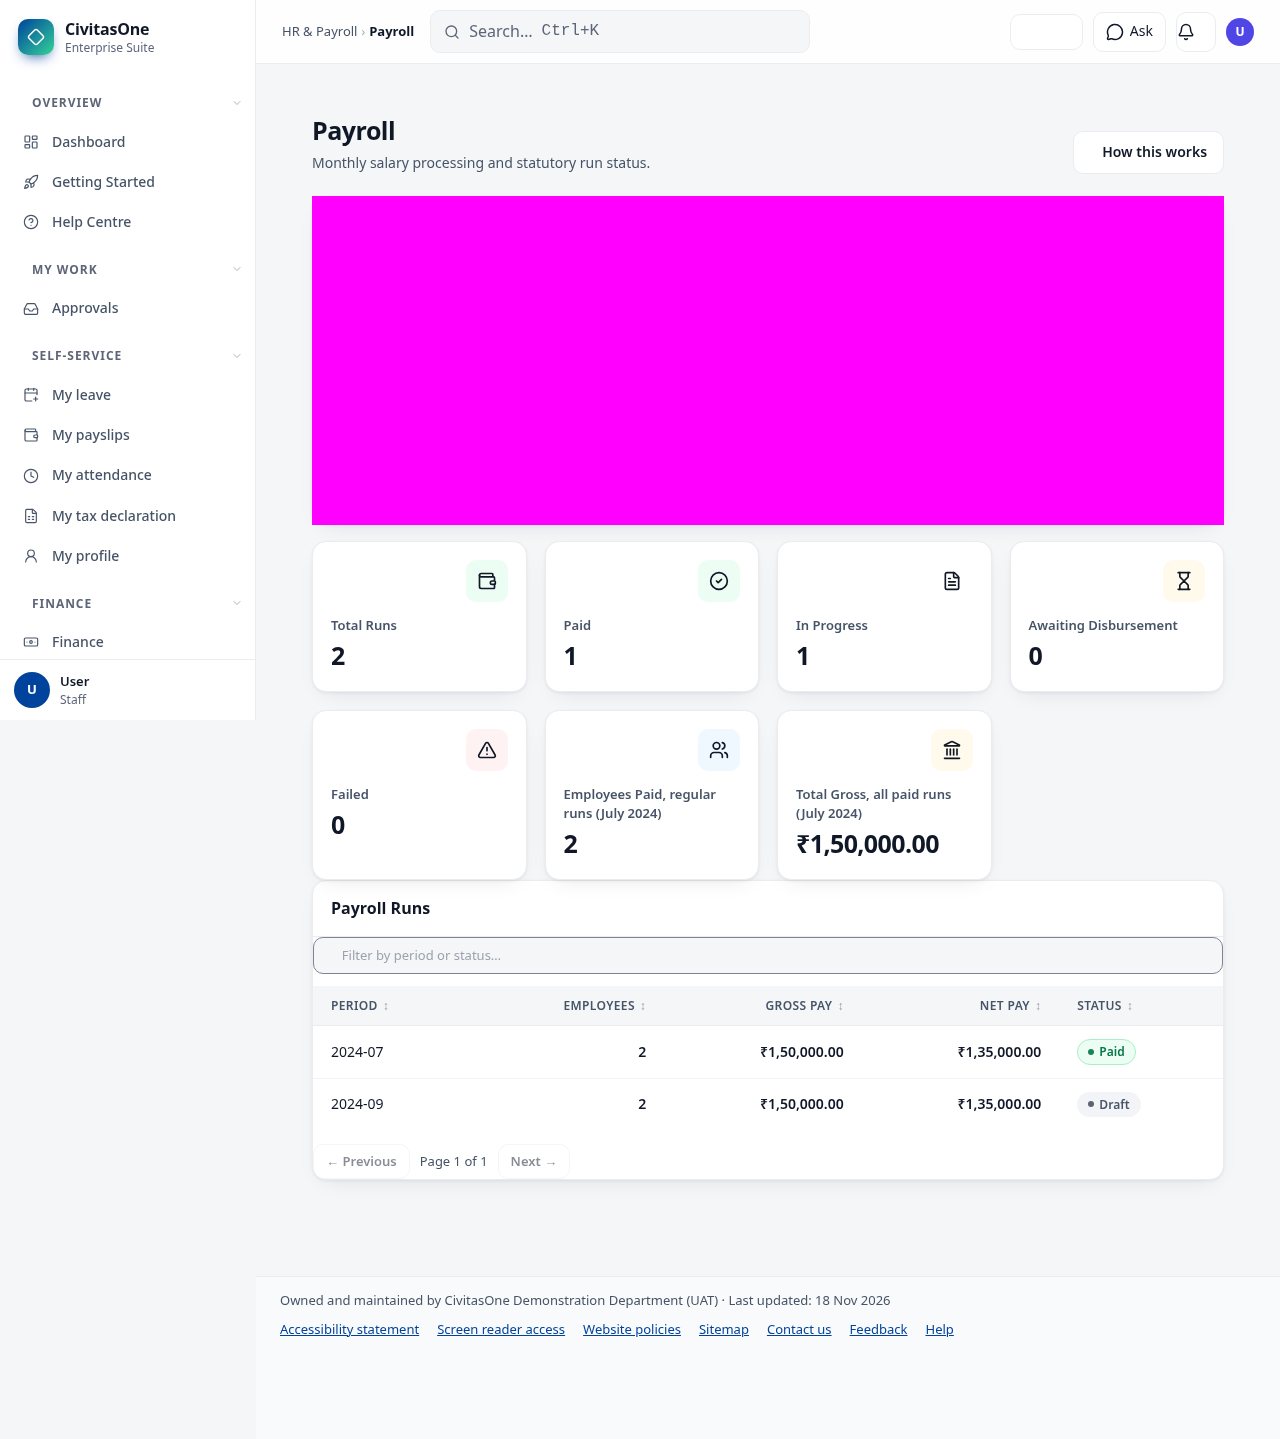 CivitasOne
Enterprise Suite
HR & Payroll › Payroll
Search... Ctrl+K
Ask
U
OVERVIEW
Dashboard
Getting Started
Help Centre
MY WORK
Approvals
SELF-SERVICE
My leave
My payslips
My attendance
My tax declaration
My profile
FINANCE
Finance
U
User
Staff
Payroll
Monthly salary processing and statutory run status.
How this works
Total Runs
2
Paid
1
In Progress
1
Awaiting Disbursement
0
Failed
0
Employees Paid, regular
runs (July 2024)
2
Total Gross, all paid runs
(July 2024)
₹1,50,000.00
Payroll Runs
Filter by period or status...
PERIOD ↕ EMPLOYEES ↕ GROSS PAY ↕ NET PAY ↕ STATUS ↕
2024-07 2 ₹1,50,000.00 ₹1,35,000.00 Paid
2024-09 2 ₹1,50,000.00 ₹1,35,000.00 Draft
← Previous Page 1 of 1 Next →
Owned and maintained by CivitasOne Demonstration Department (UAT) · Last updated: 18 Nov 2026
Accessibility statement Screen reader access Website policies Sitemap Contact us Feedback Help